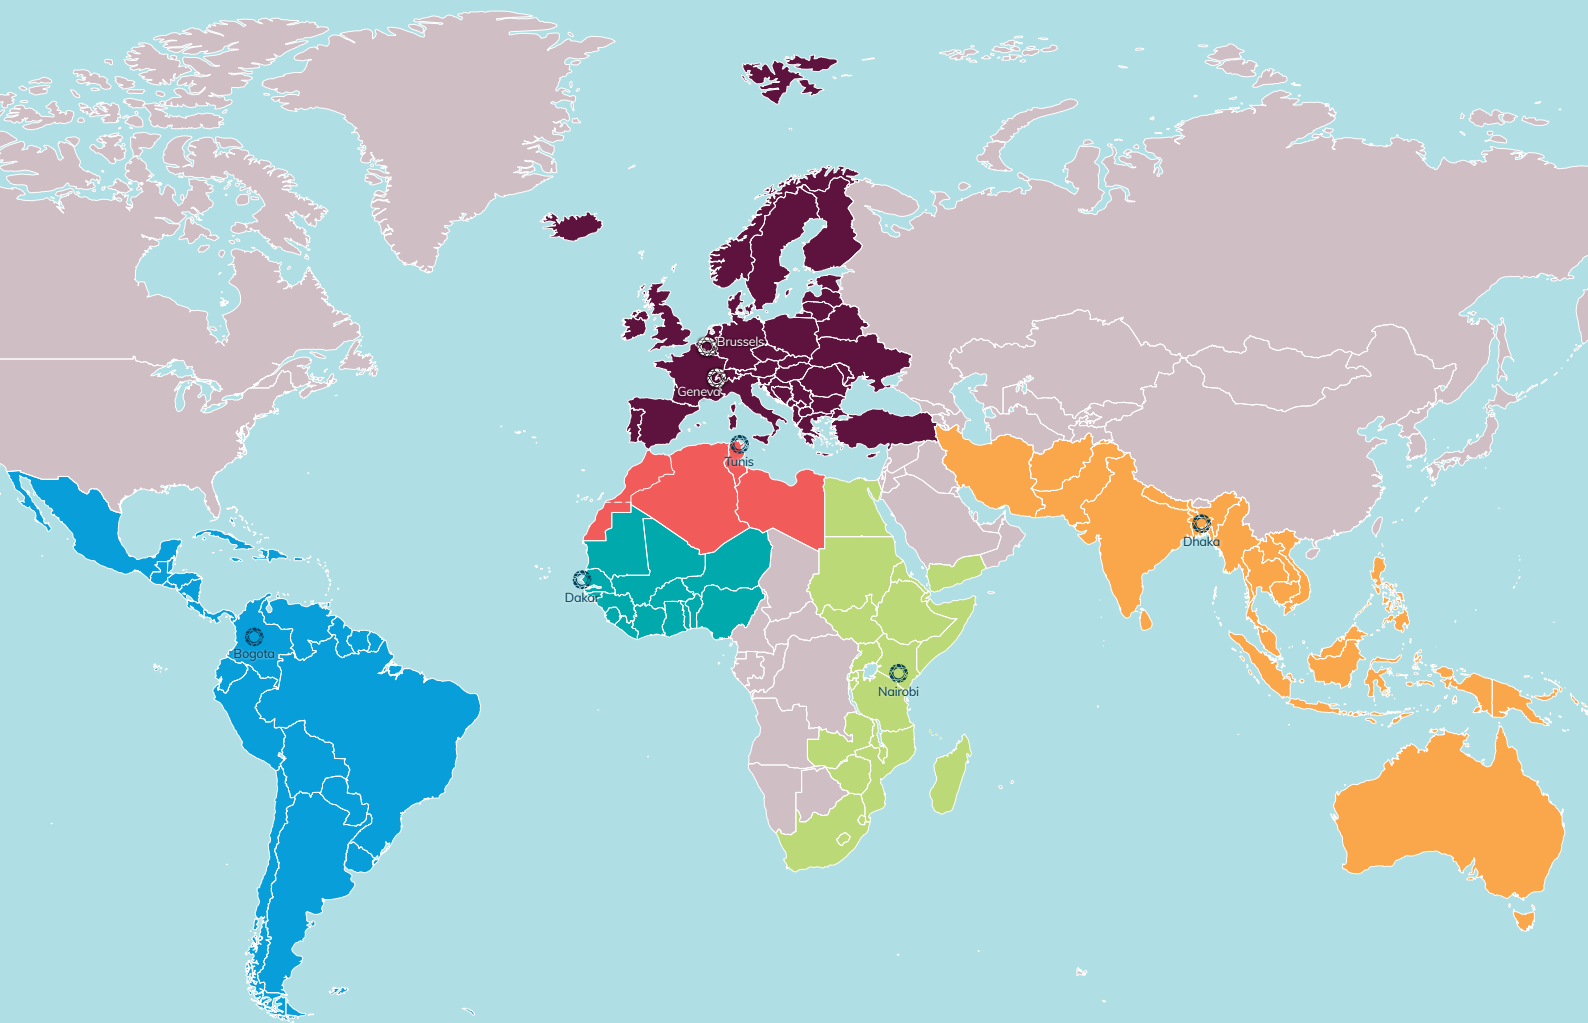 Brussels
Geneva
Tunis
Dhaka
Dakar
Bogota
Nairobi